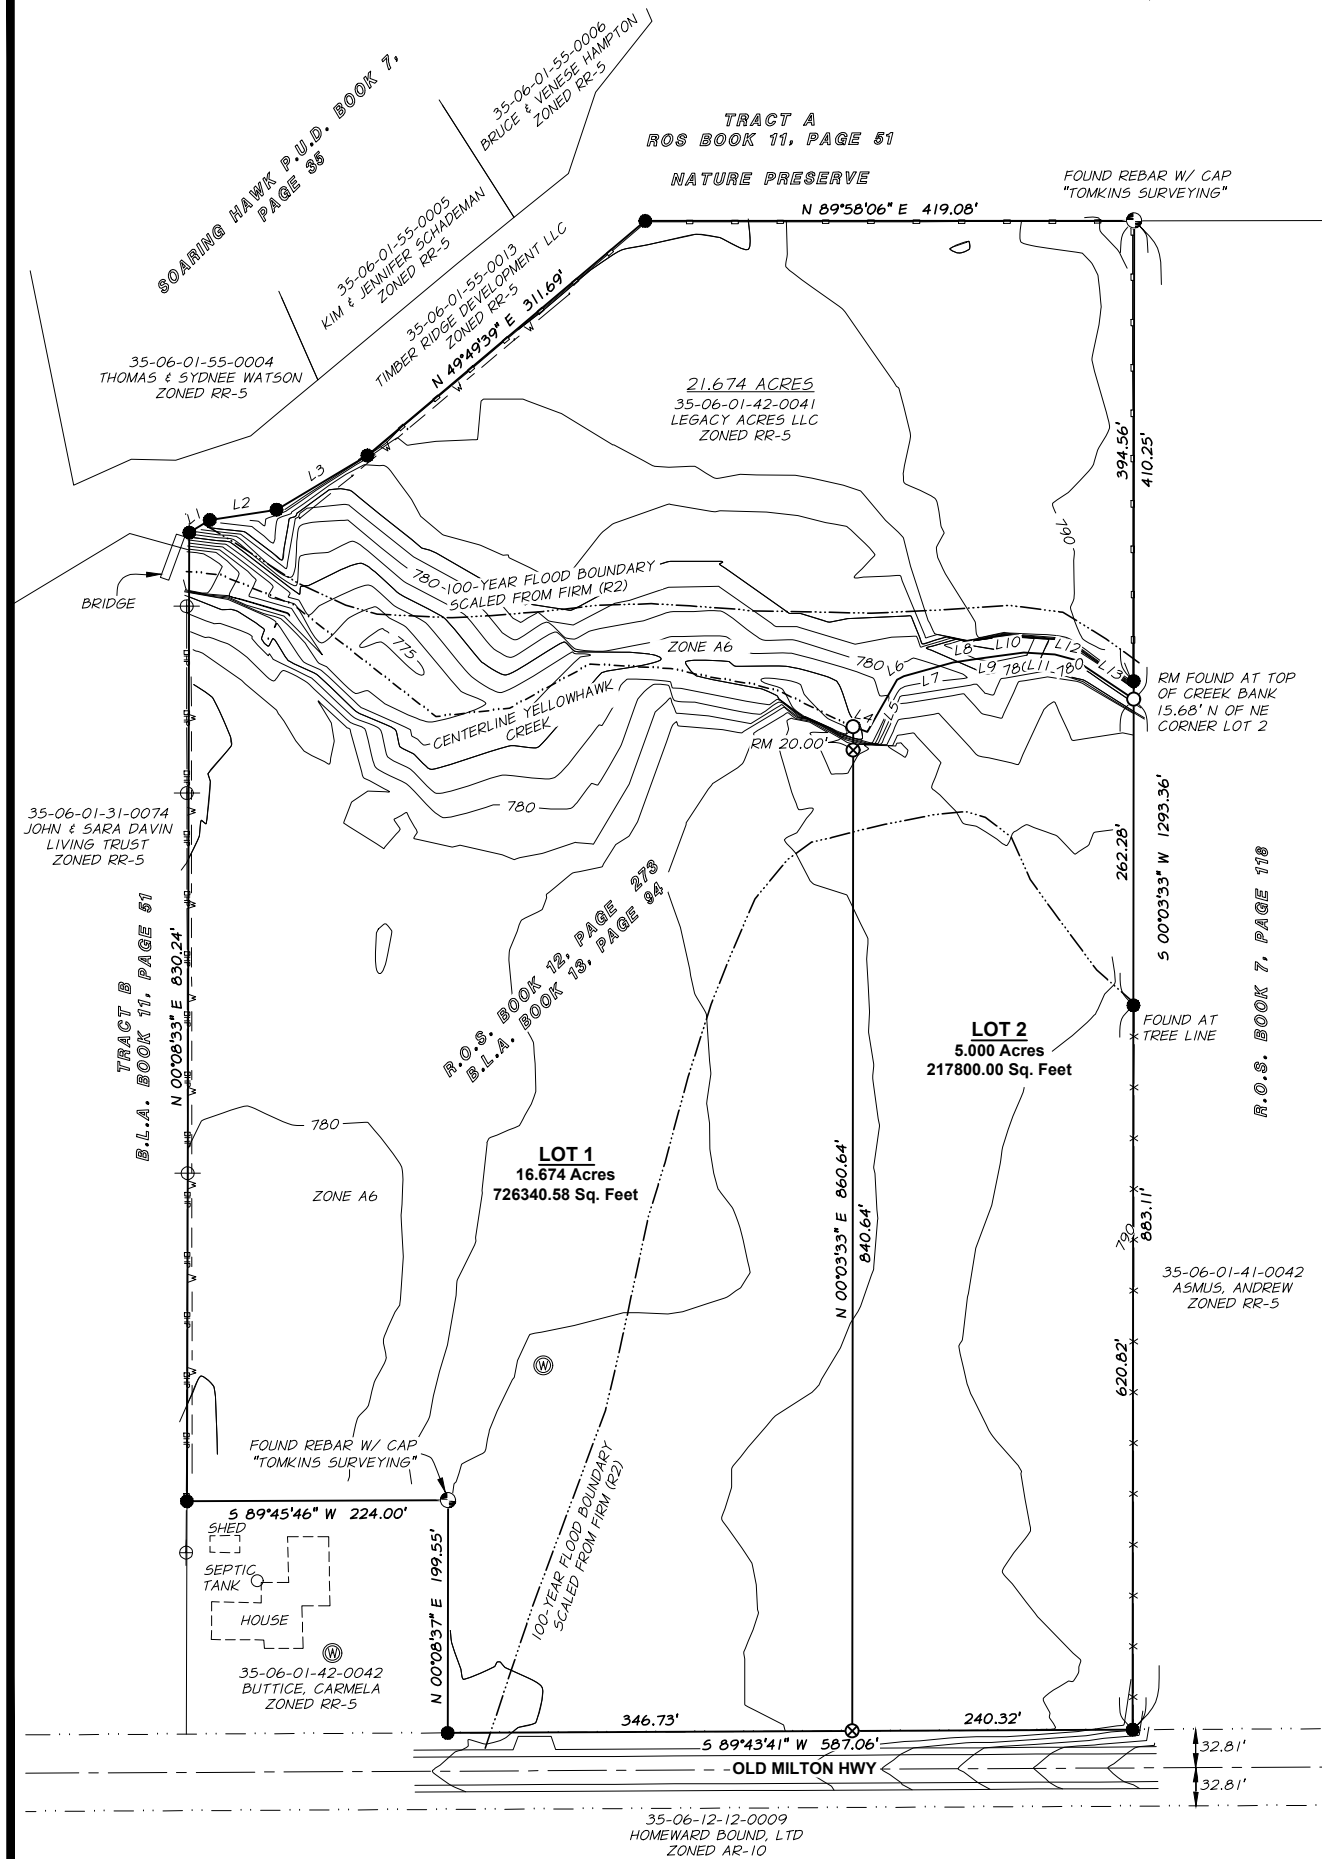 35-06-01-55-0006
BRUCE & VENESE HAMPTON
ZONED RR-5
SOARING HAWK P.U.D. BOOK 7,
PAGE 35
TRACT A
ROS BOOK 11, PAGE 51
NATURE PRESERVE
FOUND REBAR W/ CAP
"TOMKINS SURVEYING"
N 89°58'06" E 419.08'
35-06-01-55-0005
KIM & JENNIFER SCHADEMAN
ZONED RR-5
35-06-01-55-0013
TIMBER RIDGE DEVELOPMENT LLC
ZONED RR-5
N 49°49'39" E 311.69'
35-06-01-55-0004
THOMAS & SYDNEE WATSON
ZONED RR-5
21.674 ACRES
35-06-01-42-0041
LEGACY ACRES LLC
ZONED RR-5
394.56'
410.25'
790
L1
L2
L3
BRIDGE
780
100-YEAR FLOOD BOUNDARY
SCALED FROM FIRM (R2)
775
ZONE A6
780
L6
L7
L8
L10
L9
78(
L11
780
L12
L13
L4
L5
RM 20.00'
RM FOUND AT TOP
OF CREEK BANK
15.68' N OF NE
CORNER LOT 2
CENTERLINE YELLOWHAWK
CREEK
780
35-06-01-31-0074
JOHN & SARA DAVIN
LIVING TRUST
ZONED RR-5
TRACT B
B.L.A. BOOK 11, PAGE 51
N 00°08'33" E 830.24'
R.O.S. BOOK 12, PAGE 273
B.L.A. BOOK 13, PAGE 94
262.28'
S 00°03'33" W 1293.36'
R.O.S. BOOK 7, PAGE 118
FOUND AT
TREE LINE
LOT 2
5.000 Acres
217800.00 Sq. Feet
780
ZONE A6
LOT 1
16.674 Acres
726340.58 Sq. Feet
N 00°03'33" E 860.64'
840.64'
790
883.11'
620.82'
35-06-01-41-0042
ASMUS, ANDREW
ZONED RR-5
W
FOUND REBAR W/ CAP
"TOMKINS SURVEYING"
S 89°45'46" W 224.00'
SHED
SEPTIC
TANK
HOUSE
W
35-06-01-42-0042
BUTTICE, CARMELA
ZONED RR-5
N 00°08'37" E 199.55'
100-YEAR FLOOD BOUNDARY
SCALED FROM FIRM (R2)
346.73'
240.32'
S 89°43'41" W 587.06'
OLD MILTON HWY
32.81'
32.81'
35-06-12-12-0009
HOMEWARD BOUND, LTD
ZONED AR-10